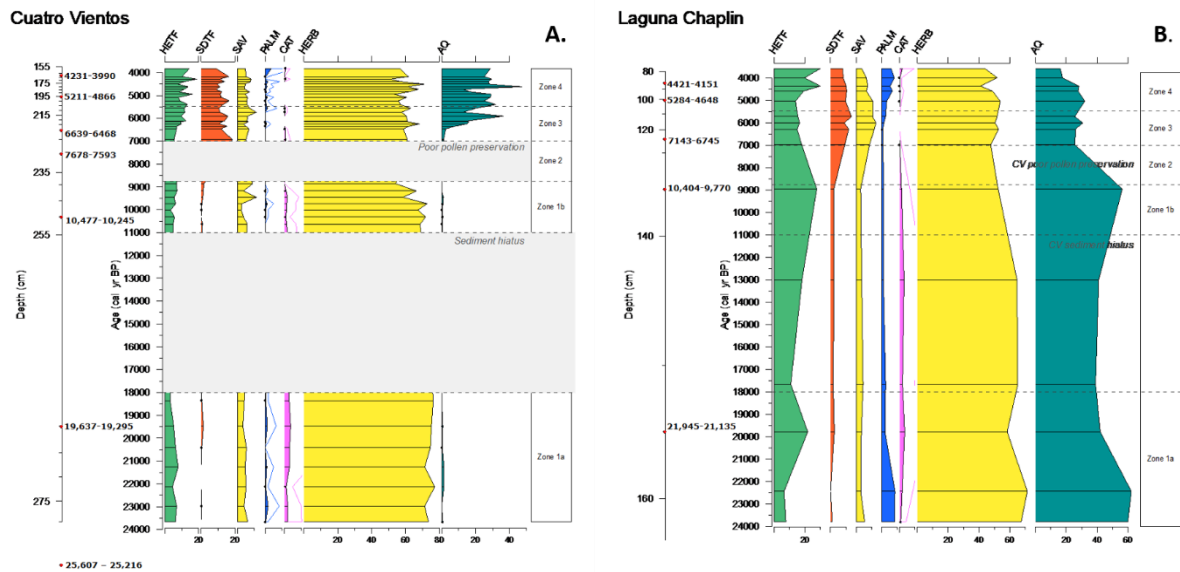 Cuatro Vientos
A.
HETF SDTF SAV PALM CAT HERB AQ
155
175
195
215
235
255
275
4231-3990
5211-4866
6639-6468
7678-7593
10,477-10,245
19,637-19,295
25,607 – 25,216
Depth (cm)
Age (cal. yr BP)
4000
5000
6000
7000
8000
9000
10000
11000
12000
13000
14000
15000
16000
17000
18000
19000
20000
21000
22000
23000
24000
Poor pollen preservation
Sediment hiatus
Zone 4
Zone 3
Zone 2
Zone 1b
Zone 1a
20 20 20 40 60 80 20 40
Laguna Chaplin
B.
HETF SDTF SAV PALM CAT HERB AQ
80
100
120
140
160
4421-4151
5284-4648
7143-6745
10,404-9,770
21,945-21,135
Depth (cm)
Age (cal. yr BP)
4000
5000
6000
7000
8000
9000
10000
11000
12000
13000
14000
15000
16000
17000
18000
19000
20000
21000
22000
23000
24000
CV poor pollen preservation
CV sediment hiatus
Zone 4
Zone 3
Zone 2
Zone 1b
Zone 1a
20 20 40 60 20 40 60